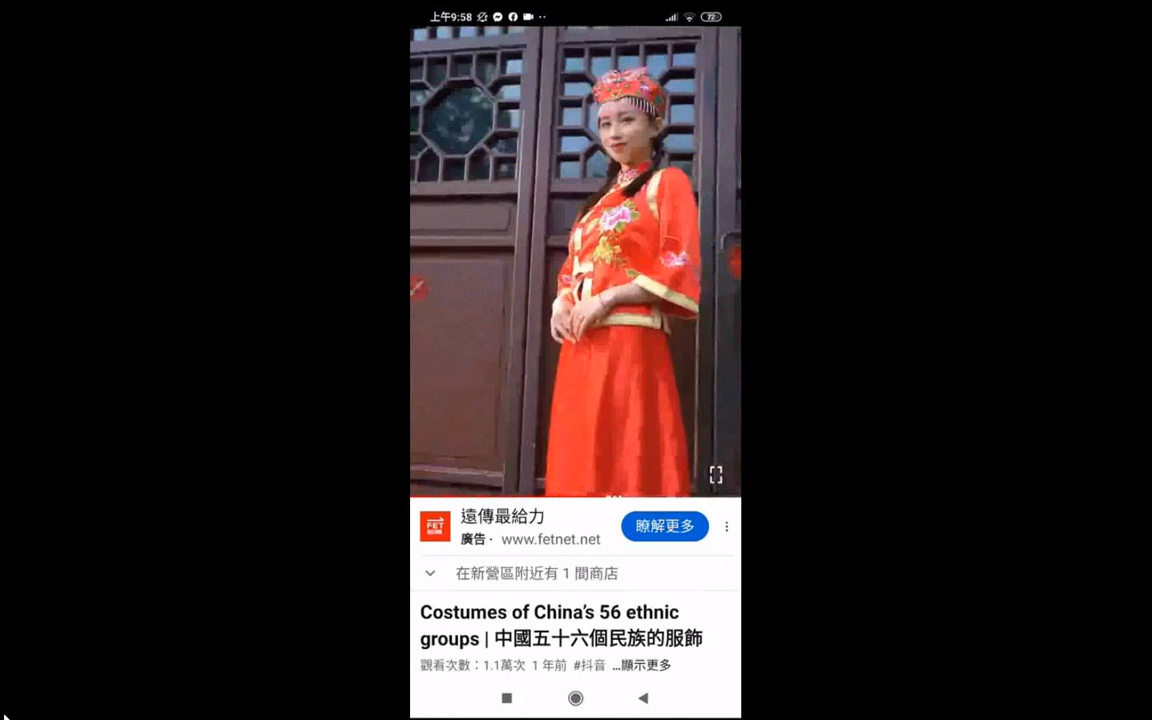 上午9:58
72
FET
遠傳最給力
廣告 · www.fetnet.net
瞭解更多
在新營區附近有 1 間商店
Costumes of China's 56 ethnic
groups | 中國五十六個民族的服飾
觀看次數：1.1萬次 1 年前 #抖音 ...顯示更多